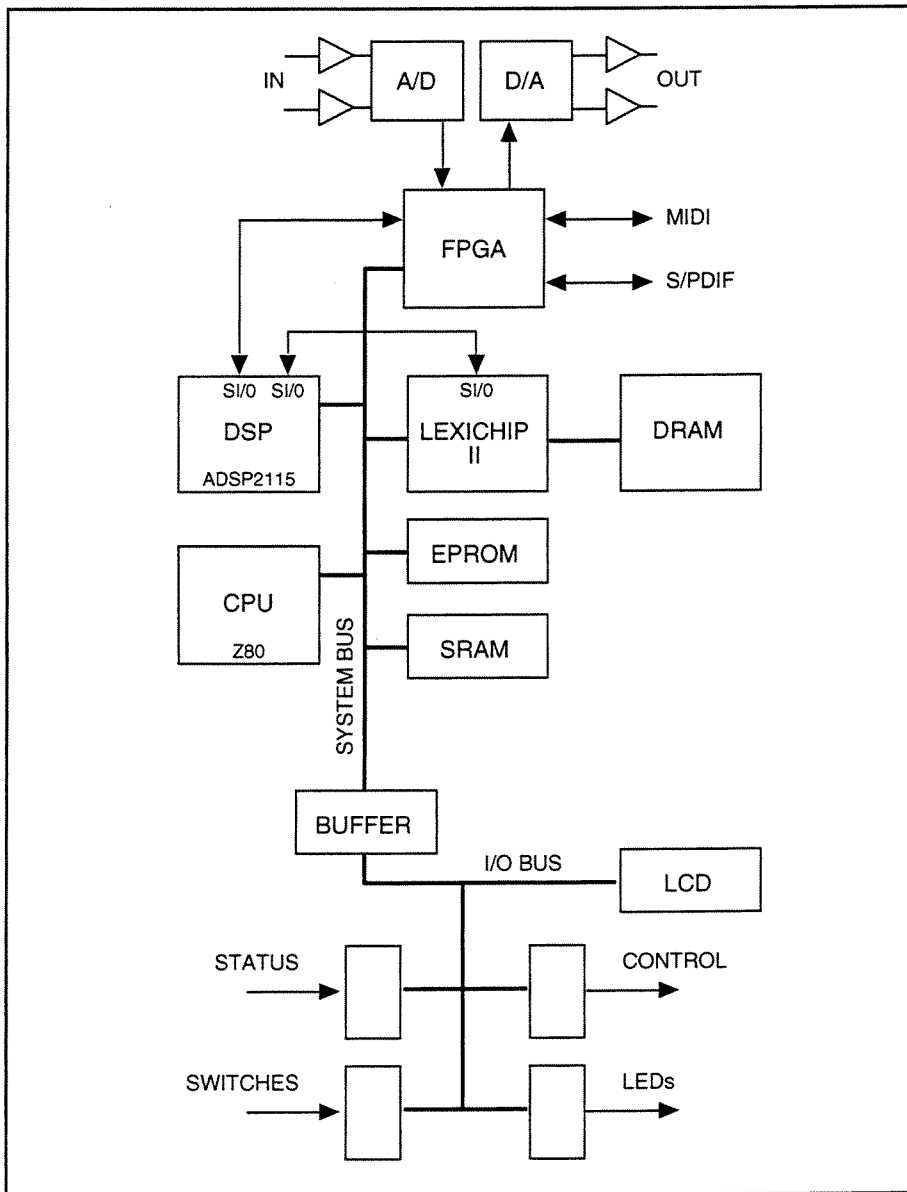 IN
A/D
D/A
OUT
FPGA
MIDI
S/PDIF
SI/0 SI/0
DSP
ADSP2115
SI/0
LEXICHIP
II
DRAM
CPU
Z80
EPROM
SRAM
SYSTEM BUS
BUFFER
I/O BUS
LCD
STATUS
CONTROL
SWITCHES
LEDs